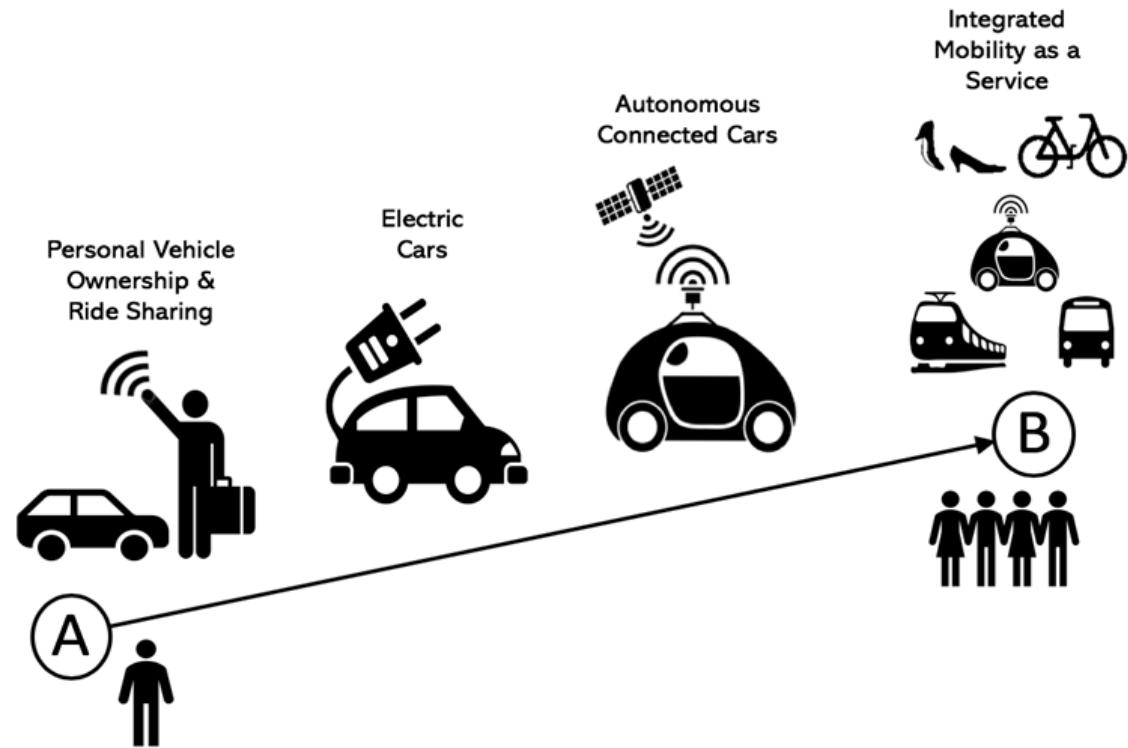 Personal Vehicle
Ownership &
Ride Sharing
Electric
Cars
Autonomous
Connected Cars
Integrated
Mobility as a
Service
A
B